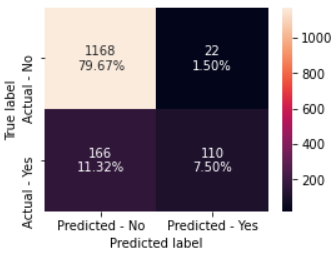 1168
79.67%
22
1.50%
166
11.32%
110
7.50%
True label
Actual - No
Actual - Yes
Predicted - No
Predicted - Yes
Predicted label
1000
800
600
400
200